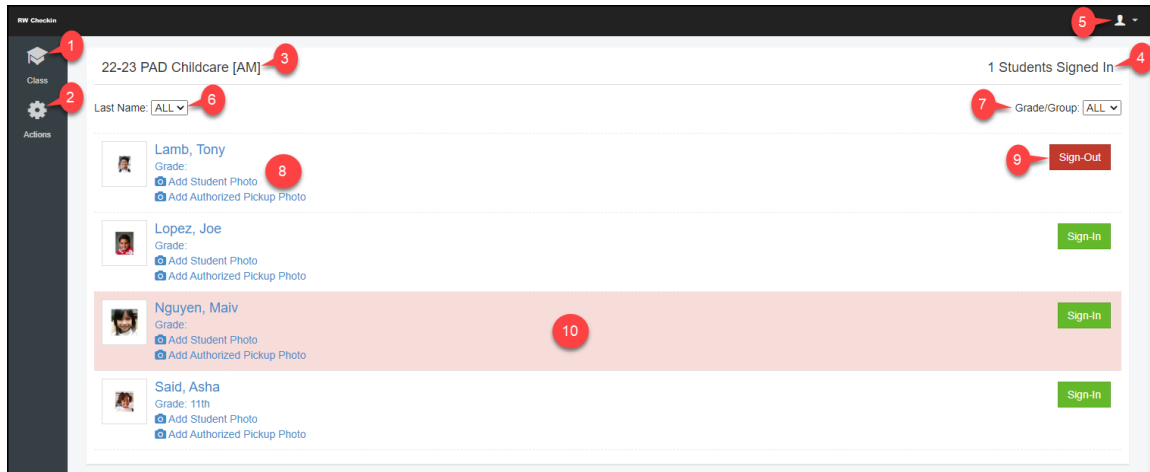 RW Checkin
5
1
Class
2
Actions
22-23 PAD Childcare [AM]
3
1 Students Signed In
4
Last Name: ALL
6
7
Grade/Group: ALL
Lamb, Tony
Grade:
Add Student Photo
Add Authorized Pickup Photo
8
9
Sign-Out
Lopez, Joe
Grade:
Add Student Photo
Add Authorized Pickup Photo
Sign-In
Nguyen, Maiv
Grade:
Add Student Photo
Add Authorized Pickup Photo
10
Sign-In
Said, Asha
Grade: 11th
Add Student Photo
Add Authorized Pickup Photo
Sign-In